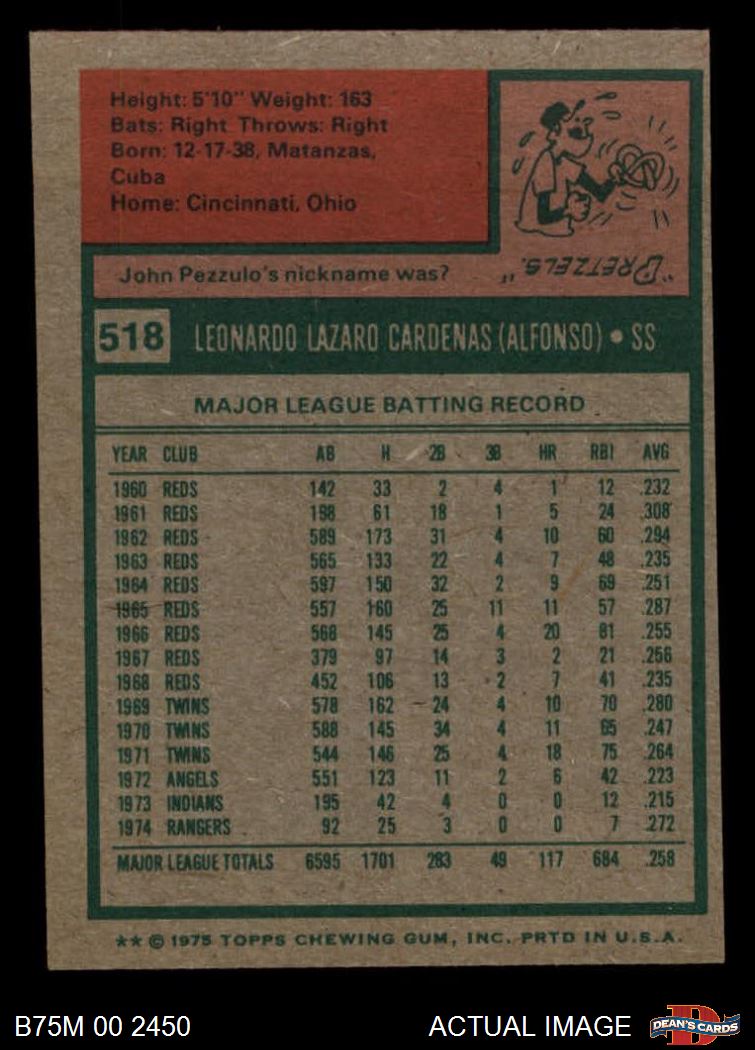 Height: 5'10" Weight: 163
Bats: Right Throws: Right
Born: 12-17-38, Matanzas,
Cuba
Home: Cincinnati, Ohio
John Pezzulo's nickname was?
"PRETZELS."
518 LEONARDO LAZARO CARDENAS (ALFONSO) • SS
MAJOR LEAGUE BATTING RECORD
YEAR CLUB AB H 2B 3B HR RBI AVG
1960 REDS 142 33 2 4 1 12 .232
1961 REDS 198 61 18 1 5 24 .308
1962 REDS 589 173 31 4 10 60 .294
1963 REDS 565 133 22 4 7 48 .235
1964 REDS 597 150 32 2 9 69 .251
1965 REDS 557 160 25 11 11 57 .287
1966 REDS 568 145 25 4 20 81 .255
1967 REDS 379 97 14 3 2 21 .256
1968 REDS 452 106 13 2 7 41 .235
1969 TWINS 578 162 24 4 10 70 .280
1970 TWINS 588 145 34 4 11 65 .247
1971 TWINS 544 146 25 4 18 75 .264
1972 ANGELS 551 123 11 2 6 42 .223
1973 INDIANS 195 42 4 0 0 12 .215
1974 RANGERS 92 25 3 0 0 7 .272
MAJOR LEAGUE TOTALS 6595 1701 283 49 117 684 .258
** © 1975 TOPPS CHEWING GUM, INC. PRTD IN U.S.A.
B75M 00 2450 ACTUAL IMAGE DEAN'S CARDS